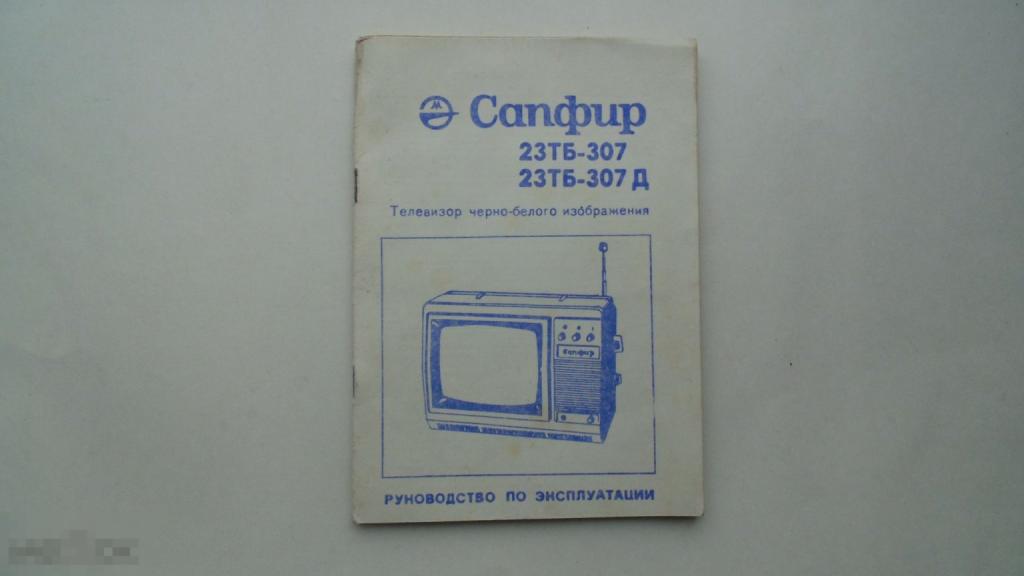 Сапфир
23ТБ-307
23ТБ-307 Д
Телевизор черно-белого изображения
Сапфир
РУКОВОДСТВО ПО ЭКСПЛУАТАЦИИ